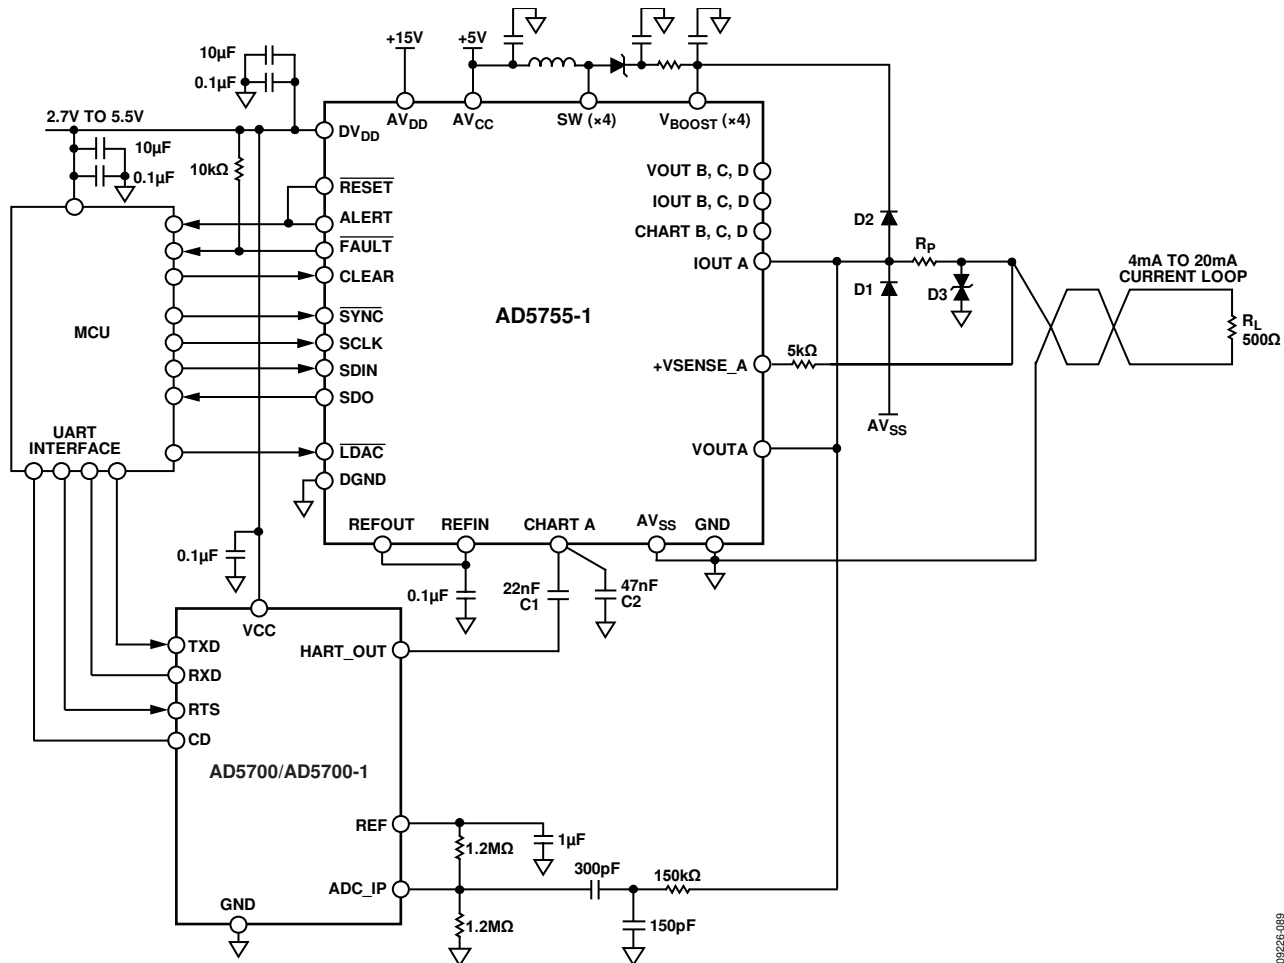 +15V
+5V
10µF
0.1µF
2.7V TO 5.5V
10µF
0.1µF
10kΩ
DVDD
AVDD
AVCC
SW (×4)
VBOOST (×4)
RESET
ALERT
FAULT
CLEAR
SYNC
SCLK
SDIN
SDO
LDAC
DGND
MCU
UART
INTERFACE
AD5755-1
VOUT B, C, D
IOUT B, C, D
CHART B, C, D
IOUT A
+VSENSE_A
VOUTA
D2
RP
D1
D3
4mA TO 20mA
CURRENT LOOP
RL
500Ω
5kΩ
AVSS
REFOUT
REFIN
CHART A
AVSS
GND
0.1µF
0.1µF
22nF
C1
47nF
C2
VCC
TXD
RXD
RTS
CD
HART_OUT
AD5700/AD5700-1
REF
ADC_IP
GND
1.2MΩ
1µF
300pF
150kΩ
1.2MΩ
150pF
09226-089